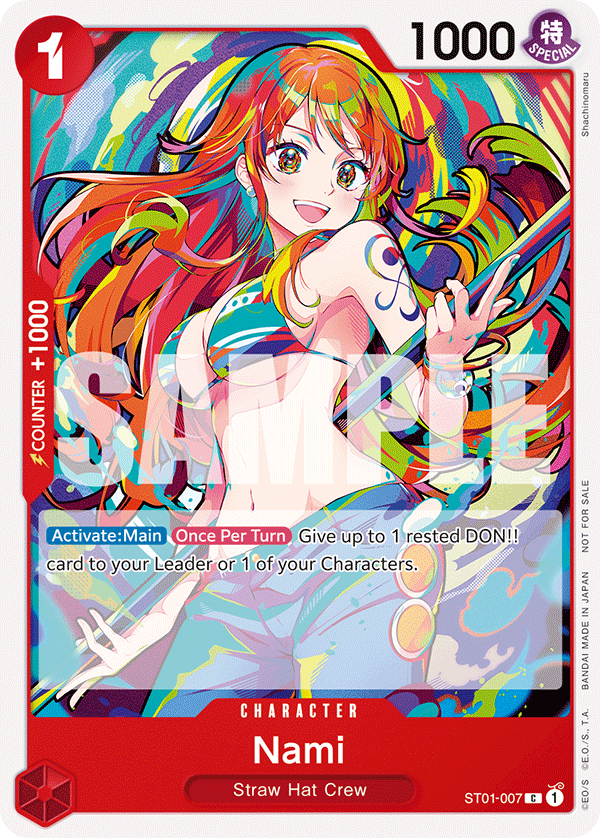 1
1000
特
SPECIAL
Shachinomaru
COUNTER +1000
SAMPLE
Activate:Main Once Per Turn Give up to 1 rested DON!!
card to your Leader or 1 of your Characters.
CHARACTER
Nami
Straw Hat Crew
ST01-007 C 1
©EO/S ©E.O./S., T.A. BANDAI MADE IN JAPAN NOT FOR SALE